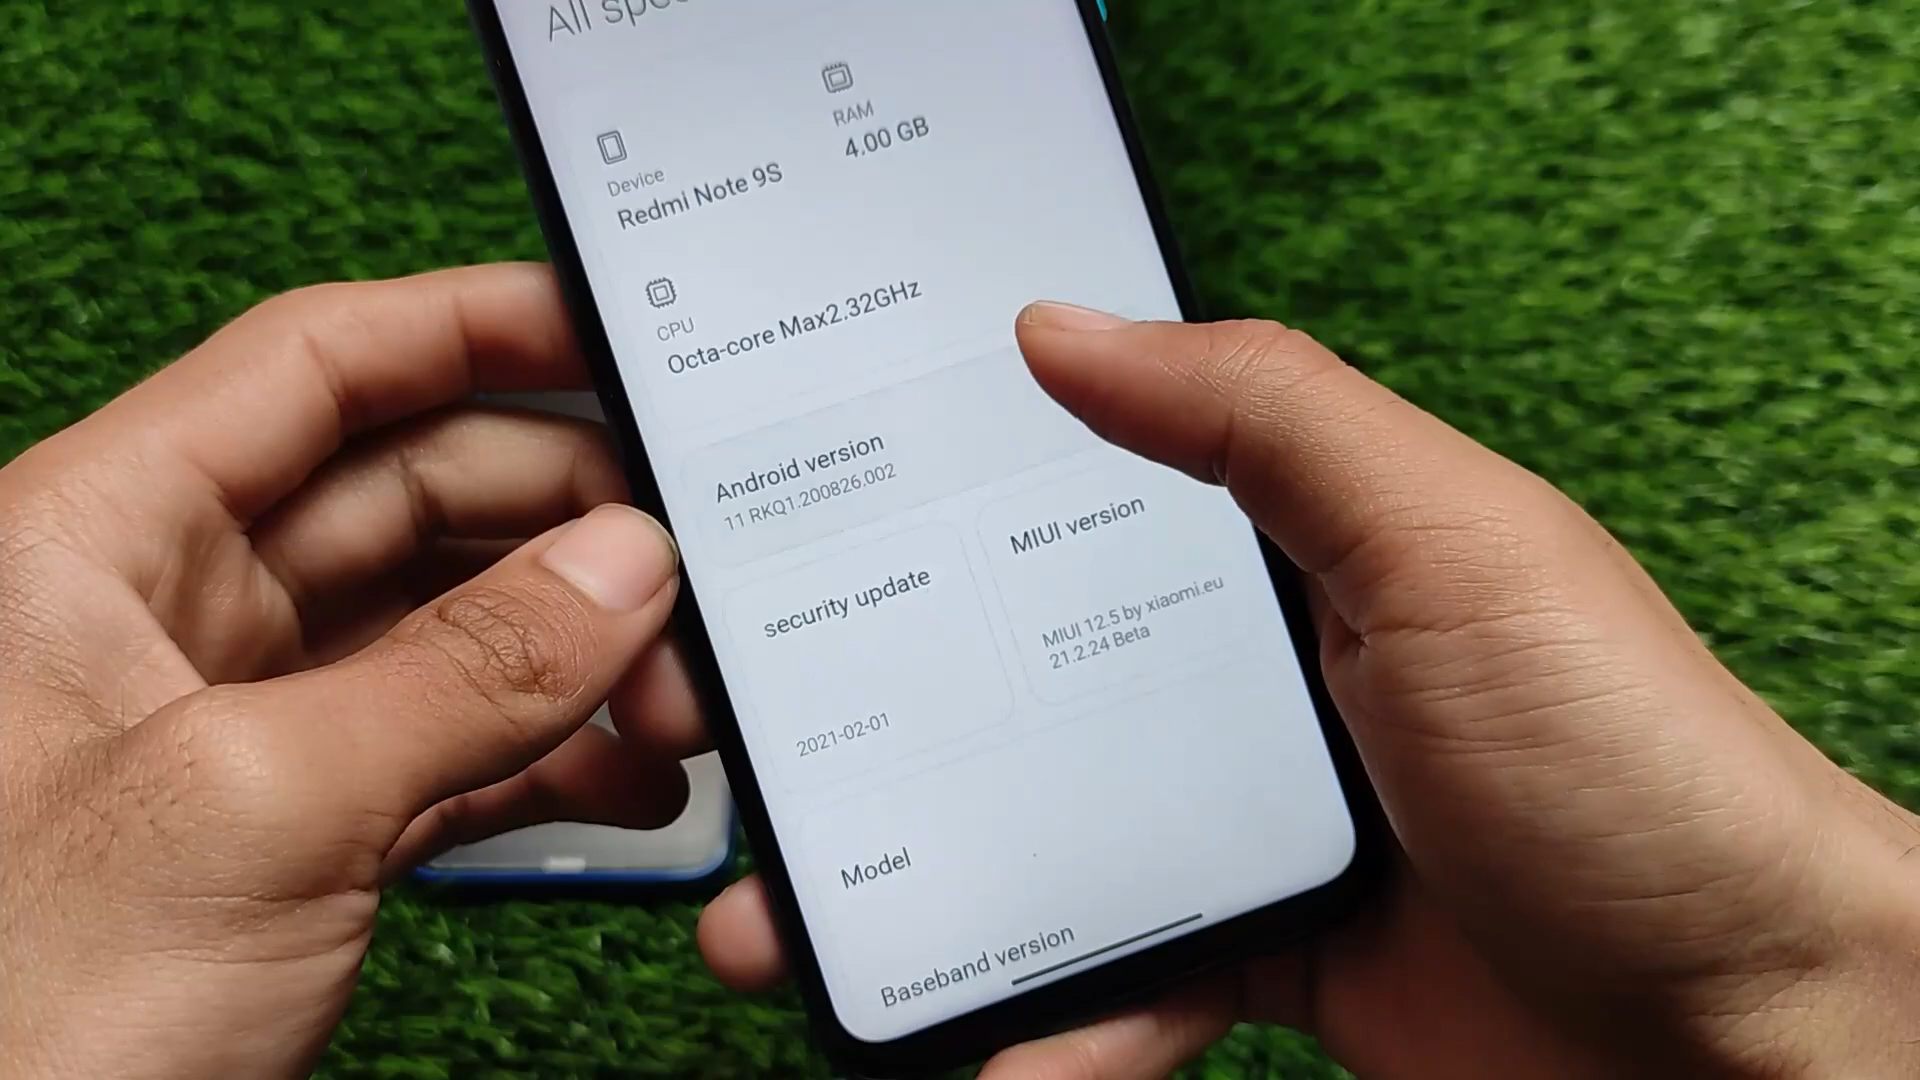 All spe
RAM
4.00 GB
Device
Redmi Note 9S
CPU
Octa-core Max2.32GHz
Android version
11 RKQ1.200826.002
security update
2021-02-01
MIUI version
MIUI 12.5 by xiaomi.eu
21.2.24 Beta
Model
Baseband version